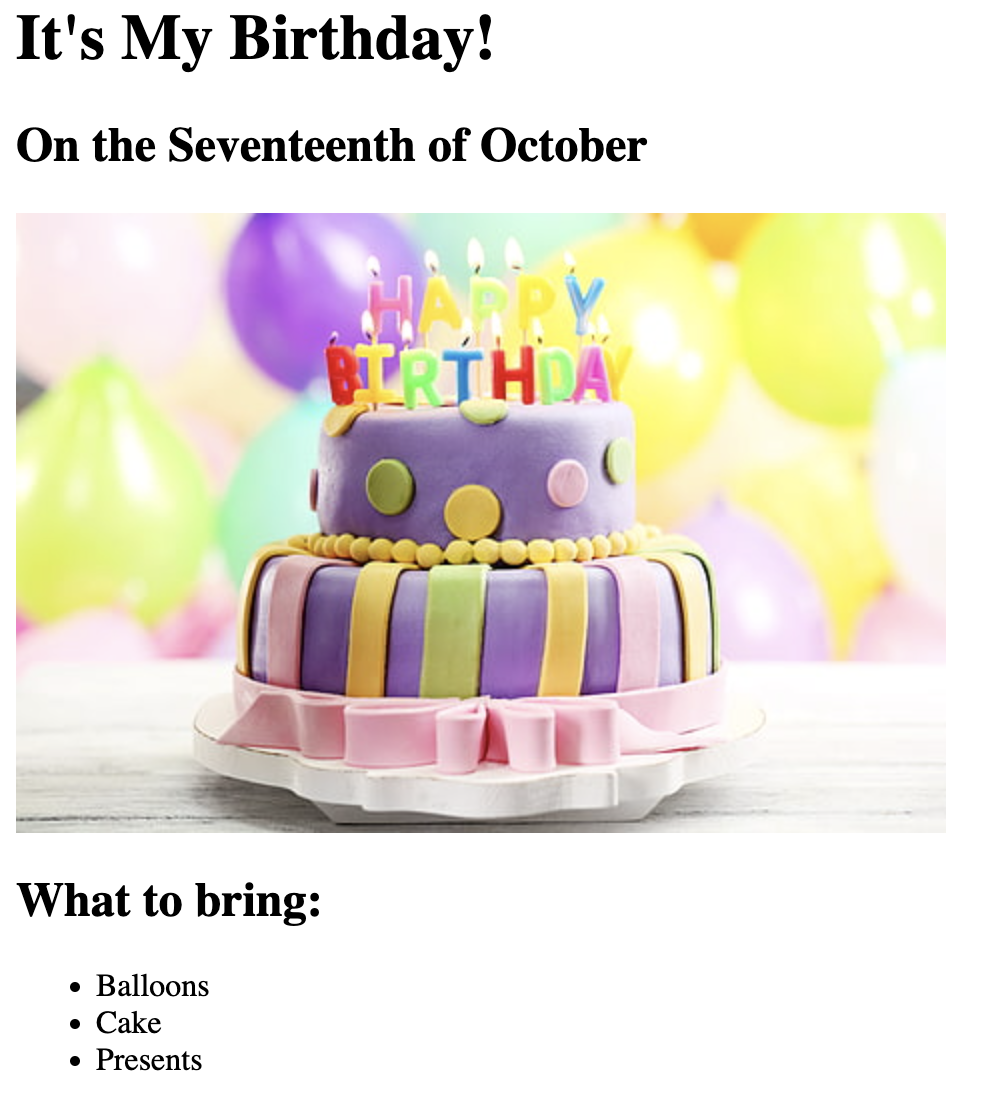 It's My Birthday!
On the Seventeenth of October
HAPPY
BIRTHDAY
What to bring:
Balloons
Cake
Presents